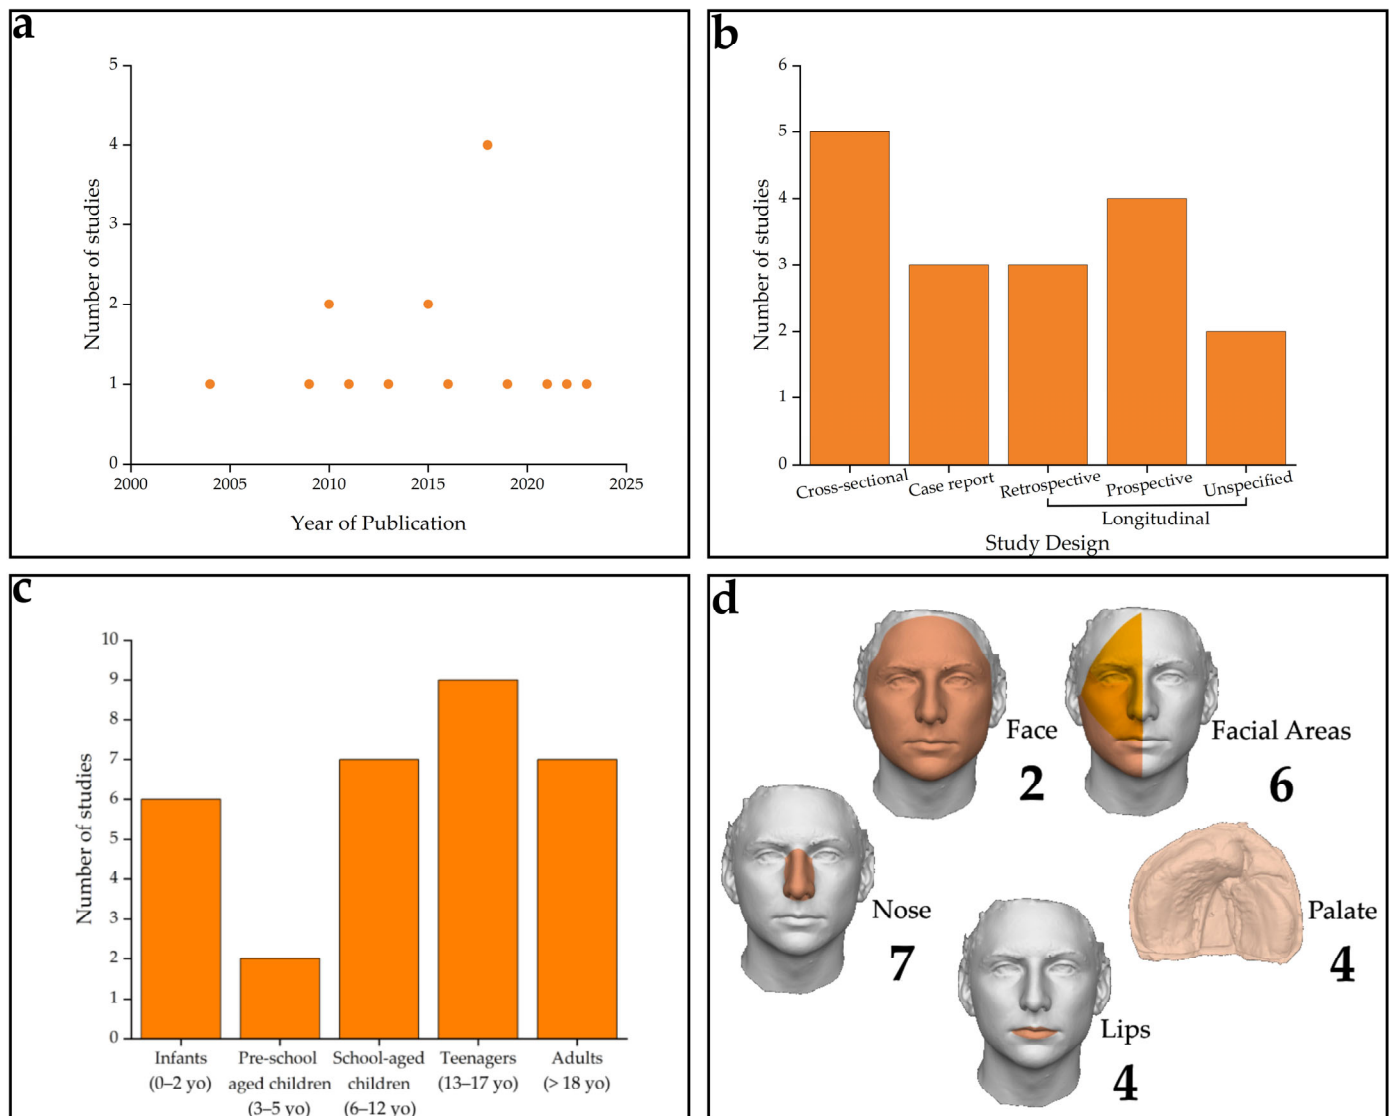 a
5
4
3
2
1
0
Number of studies
2000 2005 2010 2015 2020 2025
Year of Publication
b
6
5
4
3
2
1
0
Number of studies
Cross-sectional Case report Retrospective Prospective Unspecified
Longitudinal
Study Design
c
10
9
8
7
6
5
4
3
2
1
0
Number of studies
Infants
(0–2 yo)
Pre-school
aged children
(3–5 yo)
School-aged
children
(6–12 yo)
Teenagers
(13–17 yo)
Adults
(> 18 yo)
d
Face
2
Facial Areas
6
Nose
7
Palate
4
Lips
4